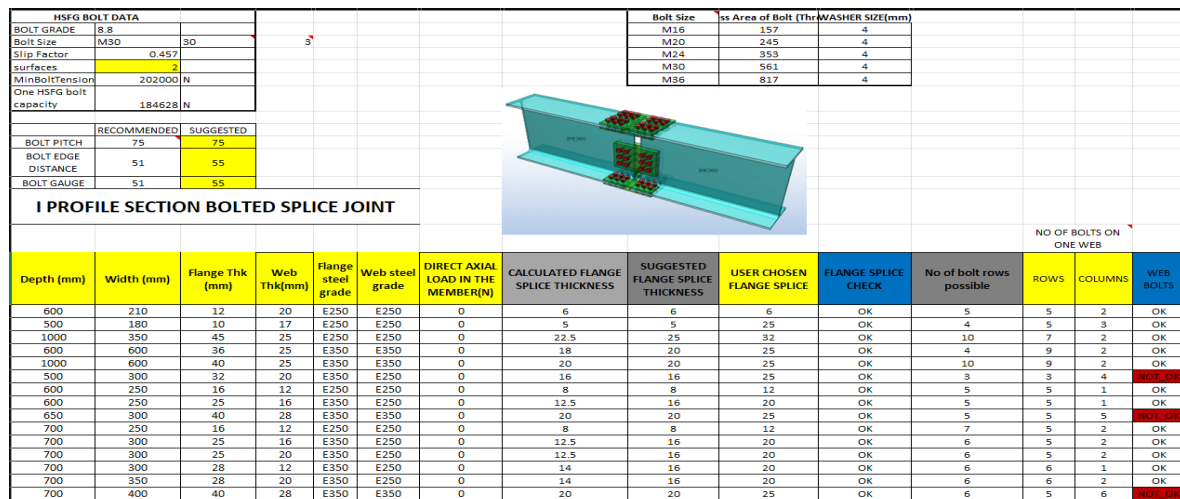 HSFG BOLT DATA
BOLT GRADE 8.8
Bolt Size M30 30 3
Slip Factor 0.457
surfaces 2
MinBoltTension 202000 N
One HSFG bolt
capacity 184628 N
Bolt Size ss Area of Bolt (Thr WASHER SIZE(mm)
M16 157 4
M20 245 4
M24 353 4
M30 561 4
M36 817 4
RECOMMENDED SUGGESTED
BOLT PITCH 75 75
BOLT EDGE
DISTANCE 51 55
BOLT GAUGE 51 55
I PROFILE SECTION BOLTED SPLICE JOINT
NO OF BOLTS ON
ONE WEB
Depth (mm) Width (mm) Flange Thk (mm) Web Thk(mm) Flange steel grade Web steel grade DIRECT AXIAL LOAD IN THE MEMBER(N) CALCULATED FLANGE SPLICE THICKNESS SUGGESTED FLANGE SPLICE THICKNESS USER CHOSEN FLANGE SPLICE FLANGE SPLICE CHECK No of bolt rows possible ROWS COLUMNS WEB BOLTS
600 210 12 20 E250 E250 0 6 6 6 OK 5 5 2 OK
500 180 10 17 E250 E250 0 5 5 25 OK 4 5 3 OK
1000 350 45 25 E250 E250 0 22.5 25 32 OK 10 7 2 OK
600 600 36 25 E350 E350 0 18 20 25 OK 4 9 2 OK
1000 600 40 25 E350 E350 0 20 20 25 OK 10 9 2 OK
500 300 32 20 E350 E250 0 16 16 25 OK 3 3 4 NOT_OK
600 250 16 12 E350 E250 0 8 8 12 OK 5 5 1 OK
600 250 25 16 E350 E250 0 12.5 16 20 OK 5 5 1 OK
650 300 40 28 E350 E250 0 20 20 25 OK 5 5 5 NOT_OK
700 250 16 12 E350 E250 0 8 8 12 OK 7 5 2 OK
700 300 25 16 E350 E250 0 12.5 16 20 OK 6 5 2 OK
700 300 25 20 E350 E250 0 12.5 16 20 OK 6 5 2 OK
700 300 28 12 E350 E250 0 14 16 20 OK 6 6 1 OK
700 350 28 20 E350 E250 0 14 16 20 OK 6 6 2 OK
700 400 40 28 E350 E350 0 20 20 25 OK 6 5 6 NOT_OK